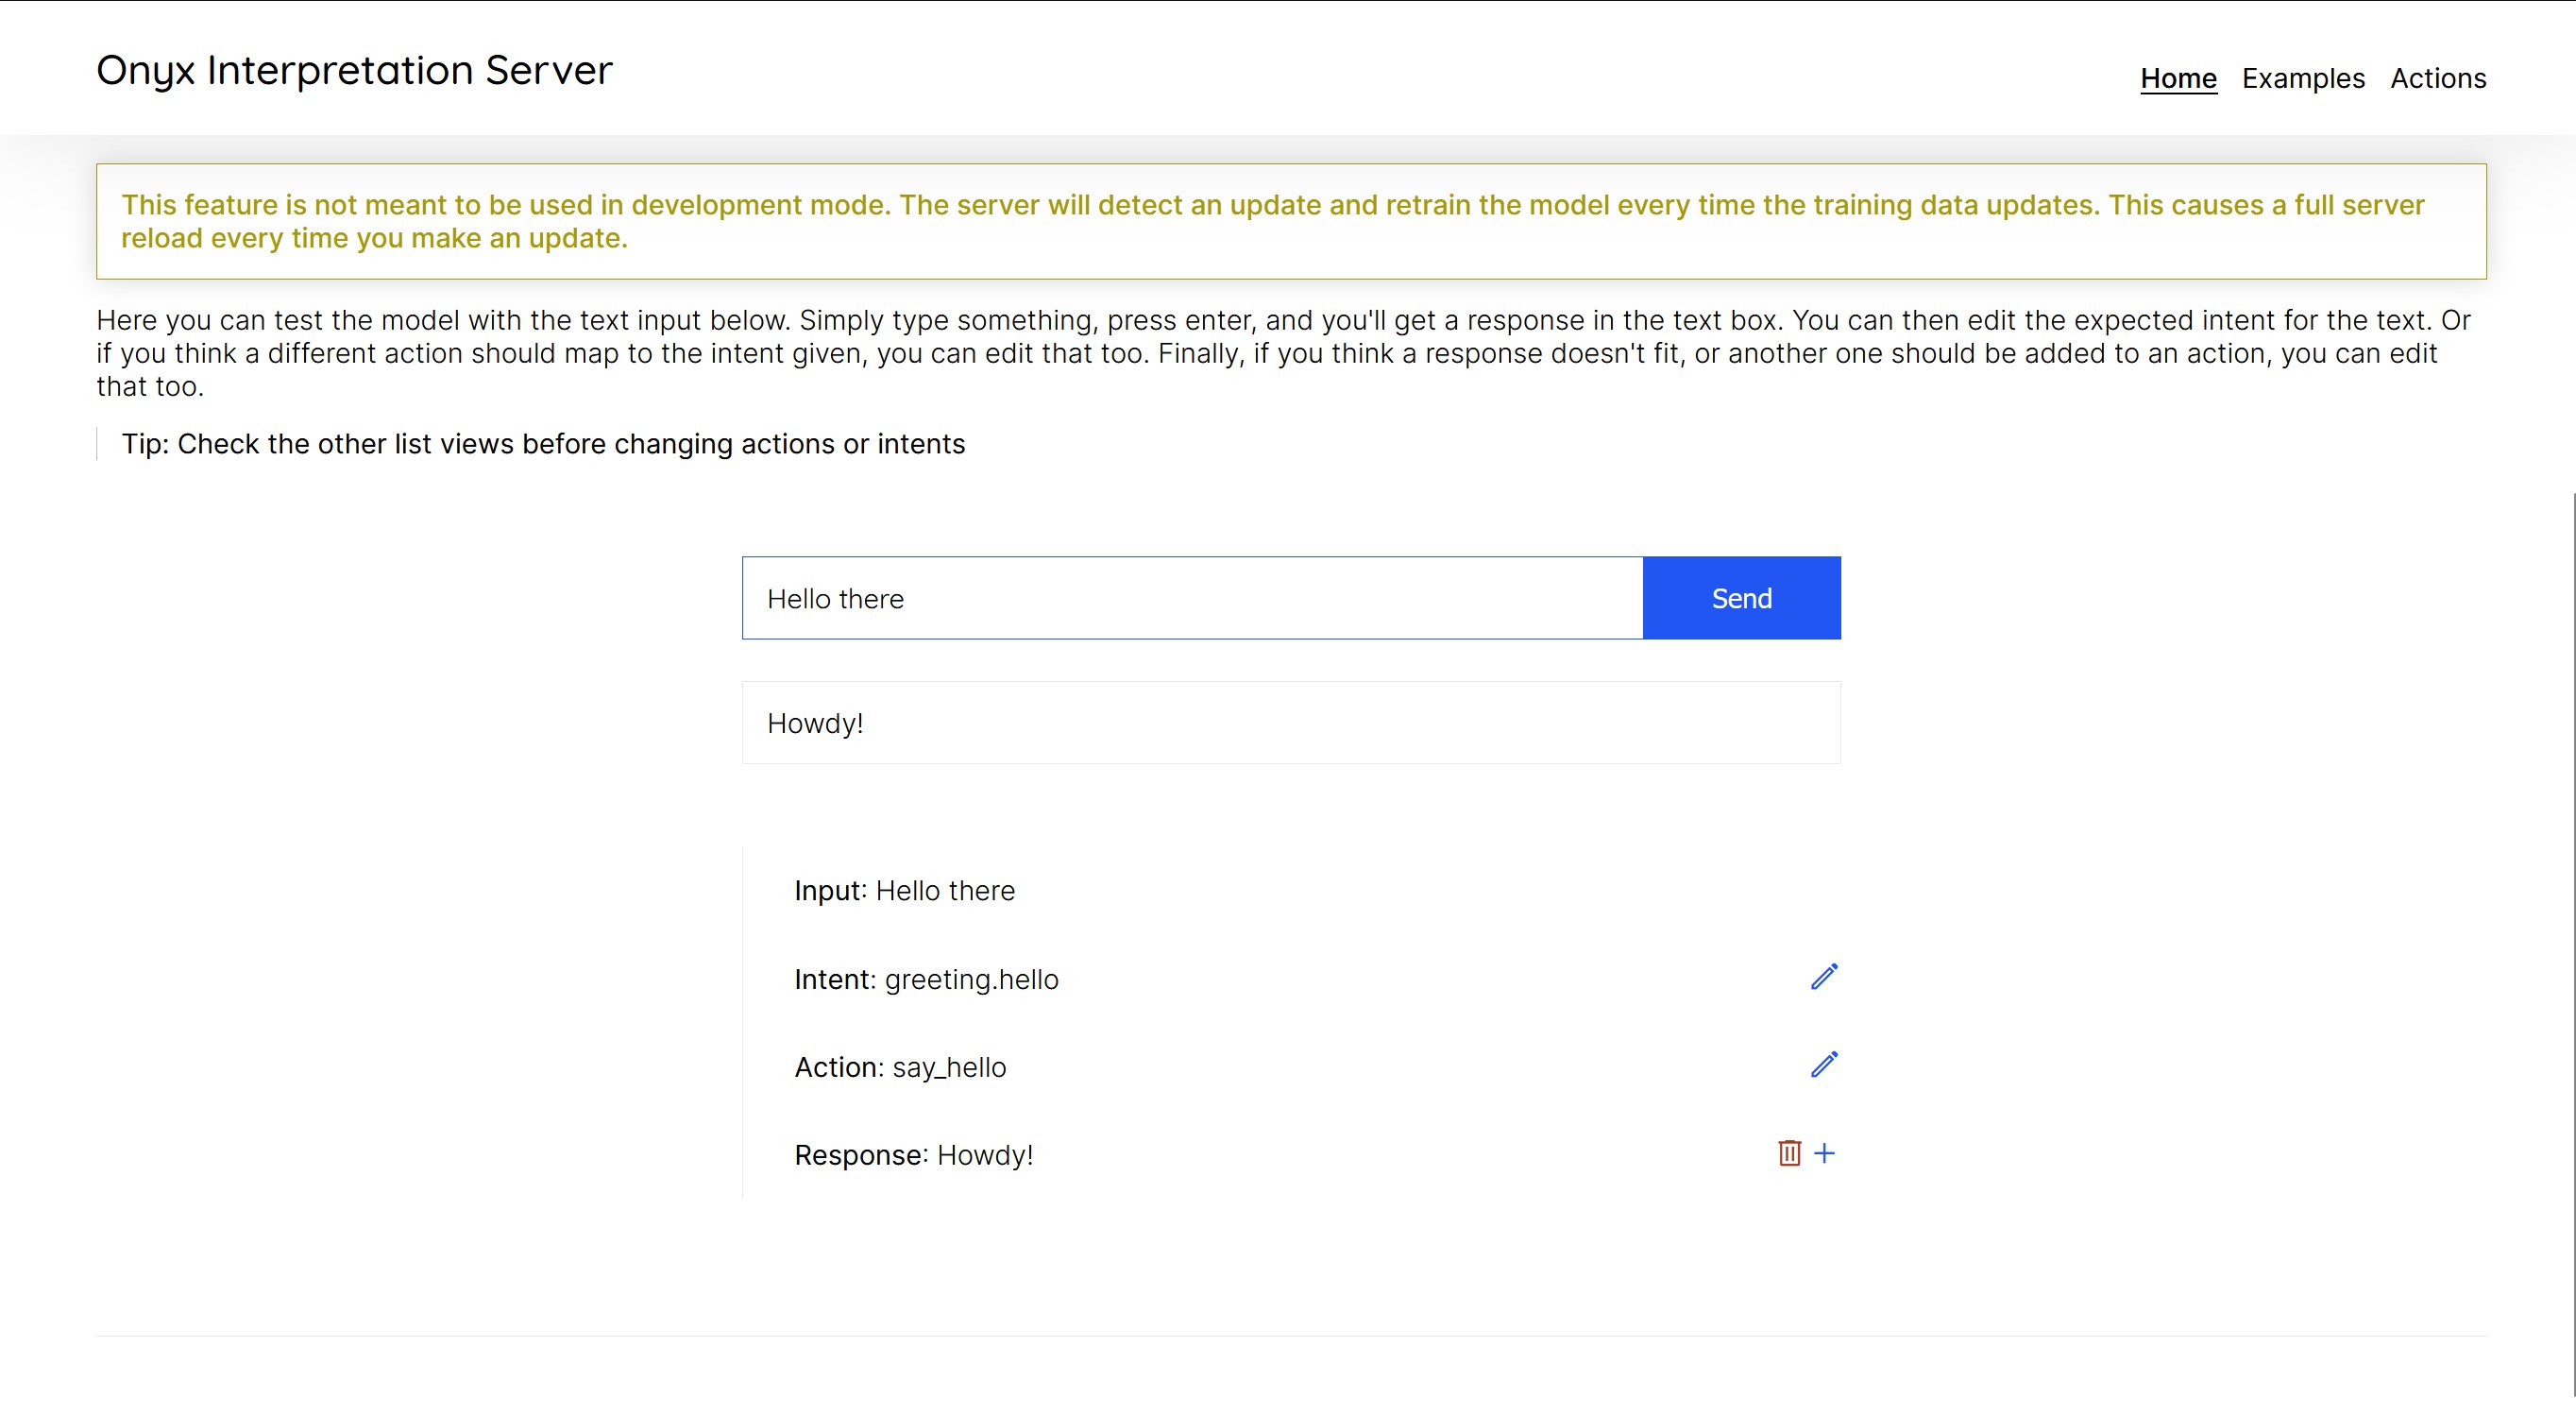 Onyx Interpretation Server
Home Examples Actions
This feature is not meant to be used in development mode. The server will detect an update and retrain the model every time the training data updates. This causes a full server
reload every time you make an update.
Here you can test the model with the text input below. Simply type something, press enter, and you'll get a response in the text box. You can then edit the expected intent for the text. Or
if you think a different action should map to the intent given, you can edit that too. Finally, if you think a response doesn't fit, or another one should be added to an action, you can edit
that too.
Tip: Check the other list views before changing actions or intents
Hello there
Send
Howdy!
Input: Hello there
Intent: greeting.hello
Action: say_hello
Response: Howdy!